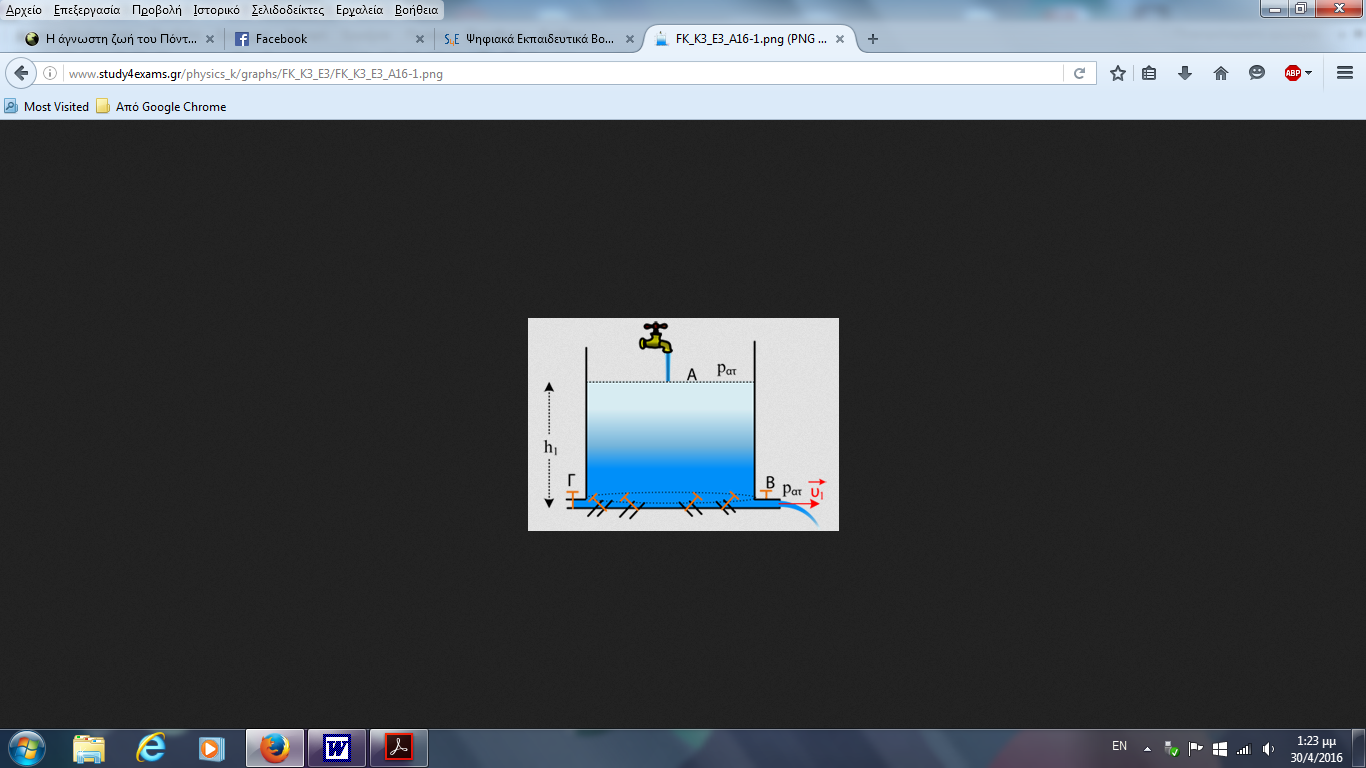 Αρχείο Επεξεργασία Προβολή Ιστορικό Σελιδοδείκτες Εργαλεία Βοήθεια
Η άγνωστη ζωή του Πόντ... Facebook Ψηφιακά Εκπαιδευτικά Βο... FK_K3_E3_A16-1.png (PNG ...
www.study4exams.gr/physics_k/graphs/FK_K3_E3/FK_K3_E3_A16-1.png
ABP
Most Visited Από Google Chrome
A pατ
h1
Γ B pατ υ1
EN 1:23 μμ
30/4/2016